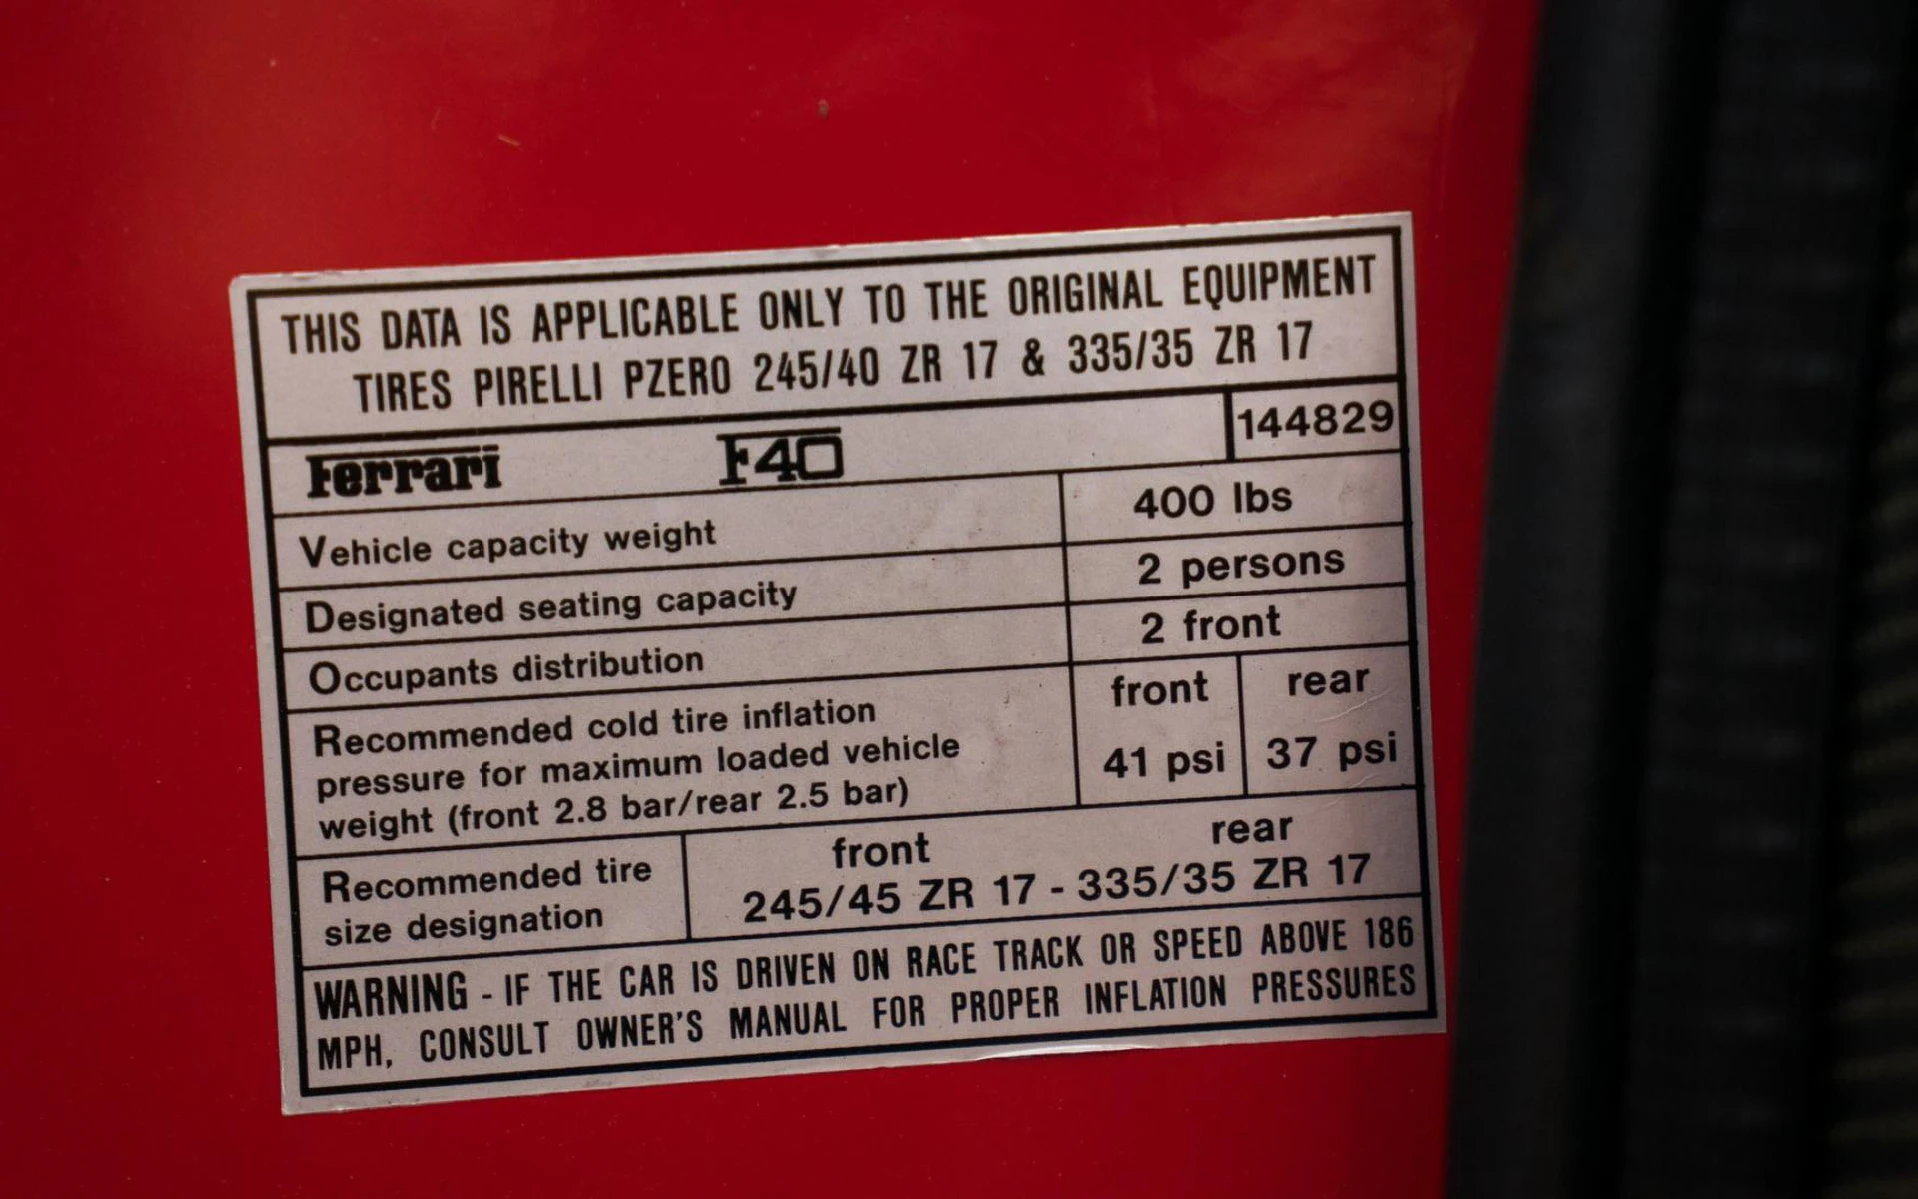 THIS DATA IS APPLICABLE ONLY TO THE ORIGINAL EQUIPMENT
TIRES PIRELLI PZERO 245/40 ZR 17 & 335/35 ZR 17
Ferrari F40 144829
Vehicle capacity weight 400 lbs
Designated seating capacity 2 persons
Occupants distribution 2 front
Recommended cold tire inflation front rear
pressure for maximum loaded vehicle 41 psi 37 psi
weight (front 2.8 bar/rear 2.5 bar)
front rear
Recommended tire 245/45 ZR 17 - 335/35 ZR 17
size designation
WARNING - IF THE CAR IS DRIVEN ON RACE TRACK OR SPEED ABOVE 186
MPH, CONSULT OWNER'S MANUAL FOR PROPER INFLATION PRESSURES